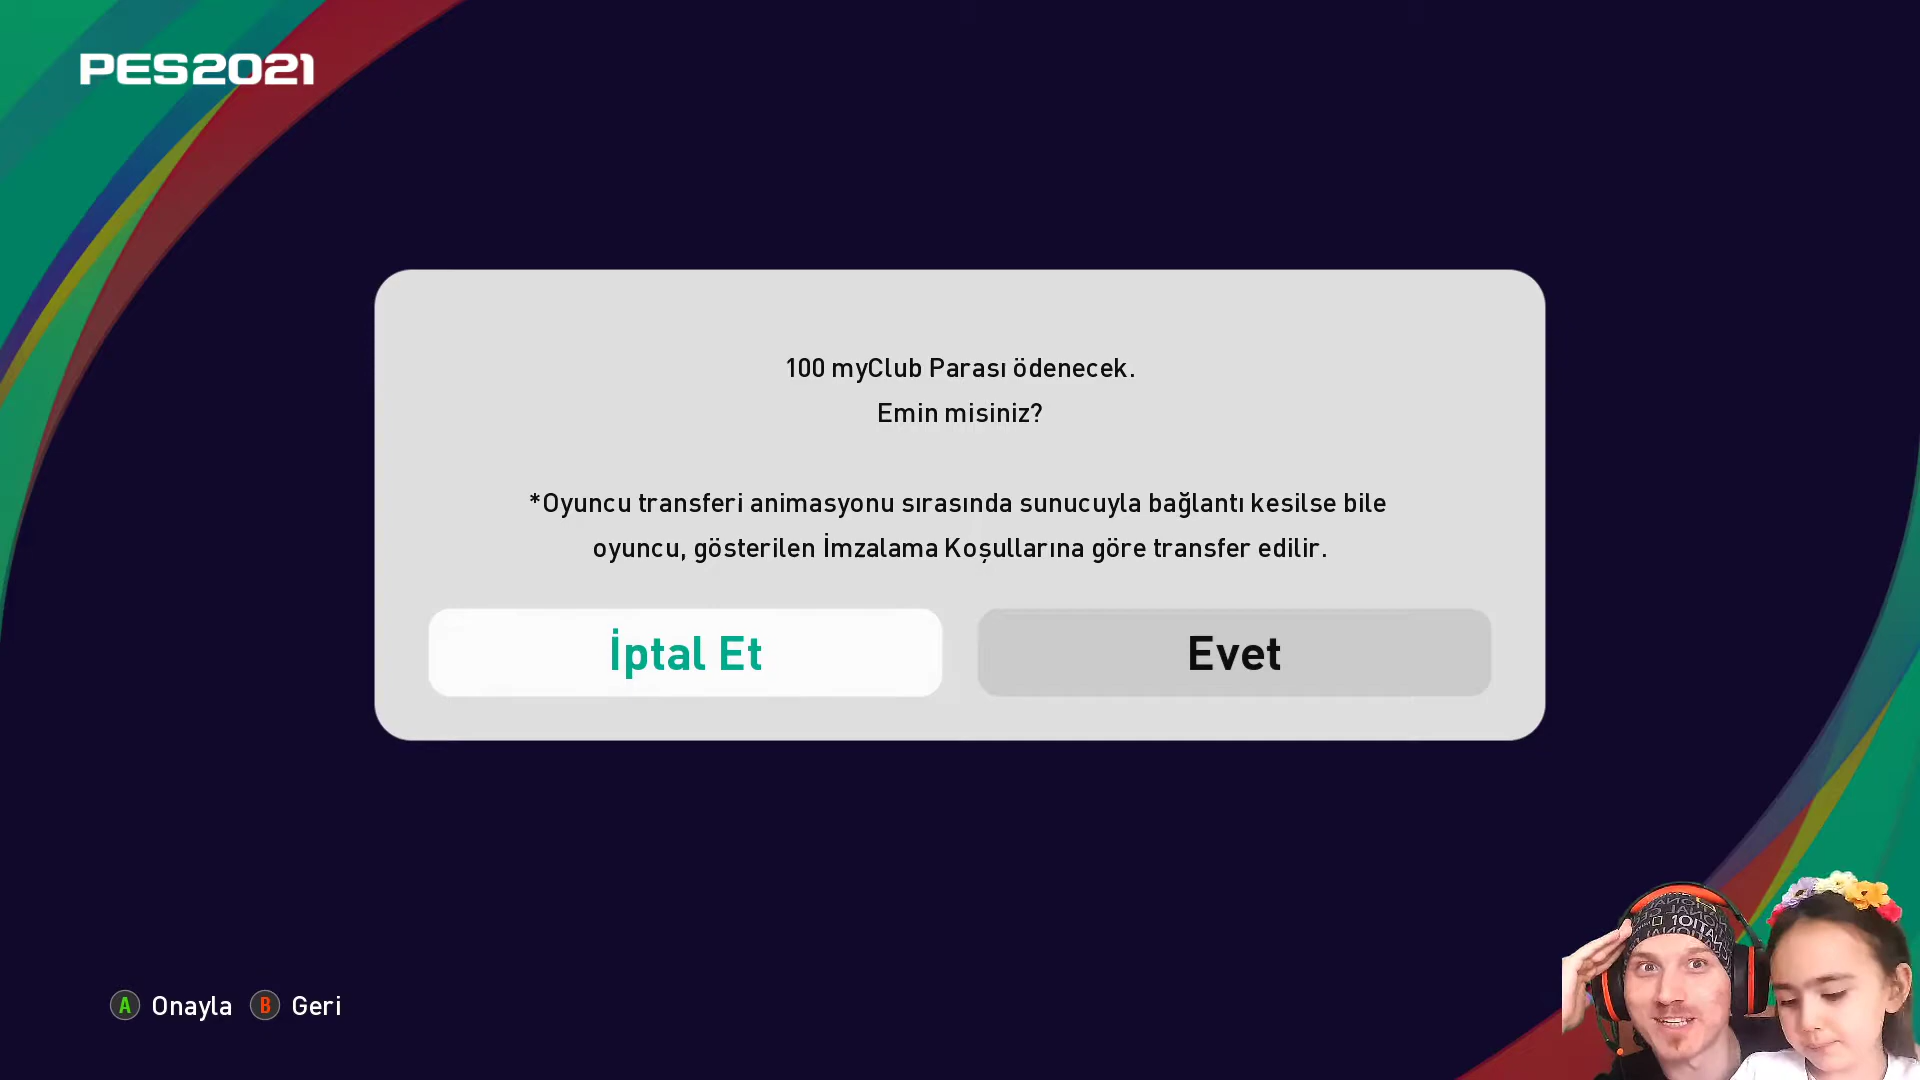 PES2021
100 myClub Parası ödenecek.
Emin misiniz?
*Oyuncu transferi animasyonu sırasında sunucuyla bağlantı kesilse bile
oyuncu, gösterilen İmzalama Koşullarına göre transfer edilir.
İptal Et
Evet
A Onayla B Geri